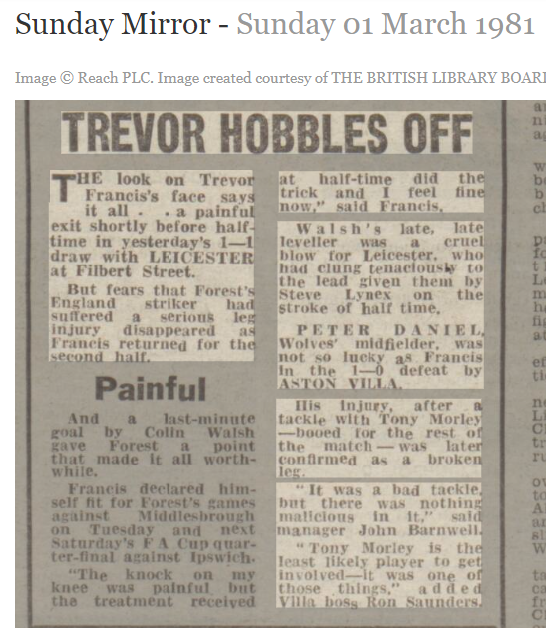 Sunday Mirror - Sunday 01 March 1981
Image © Reach PLC. Image created courtesy of THE BRITISH LIBRARY BOAR
TREVOR HOBBLES OFF
THE look on Trevor
Francis's face says
it all . . a painful
exit shortly before half-
time in yesterday's 1—1
draw with LEICESTER
at Filbert Street.
But fears that Forest's
England striker had
suffered a serious leg
injury disappeared as
Francis returned for the
second half.
Painful
And a last-minute
goal by Colin Walsh
gave Forest a point
that made it all worth-
while.
Francis declared him-
self fit for Forest's games
against Middlesbrough
on Tuesday and next
Saturday's F A Cup quar-
ter-final against Ipswich.
"The knock on my
knee was painful but
the treatment received
at half-time did the
trick and I feel fine
now," said Francis.
Walsh's late, late
leveller was a cruel
blow for Leicester, who
had clung tenaciously to
the lead given them by
Steve Lynex on the
stroke of half time.
PETER DANIEL,
Wolves' midfielder, was
not so lucky as Francis
in the 1—0 defeat by
ASTON VILLA.
His injury, after a
tackle with Tony Morley
—booed for the rest of
the match — was later
confirmed as a broken
leg.
"It was a bad tackle,
but there was nothing
malicious in it," said
manager John Barnwell.
"Tony Morley is the
least likely player to get
involved—it was one of
those things," added
Villa boss Ron Saunders.